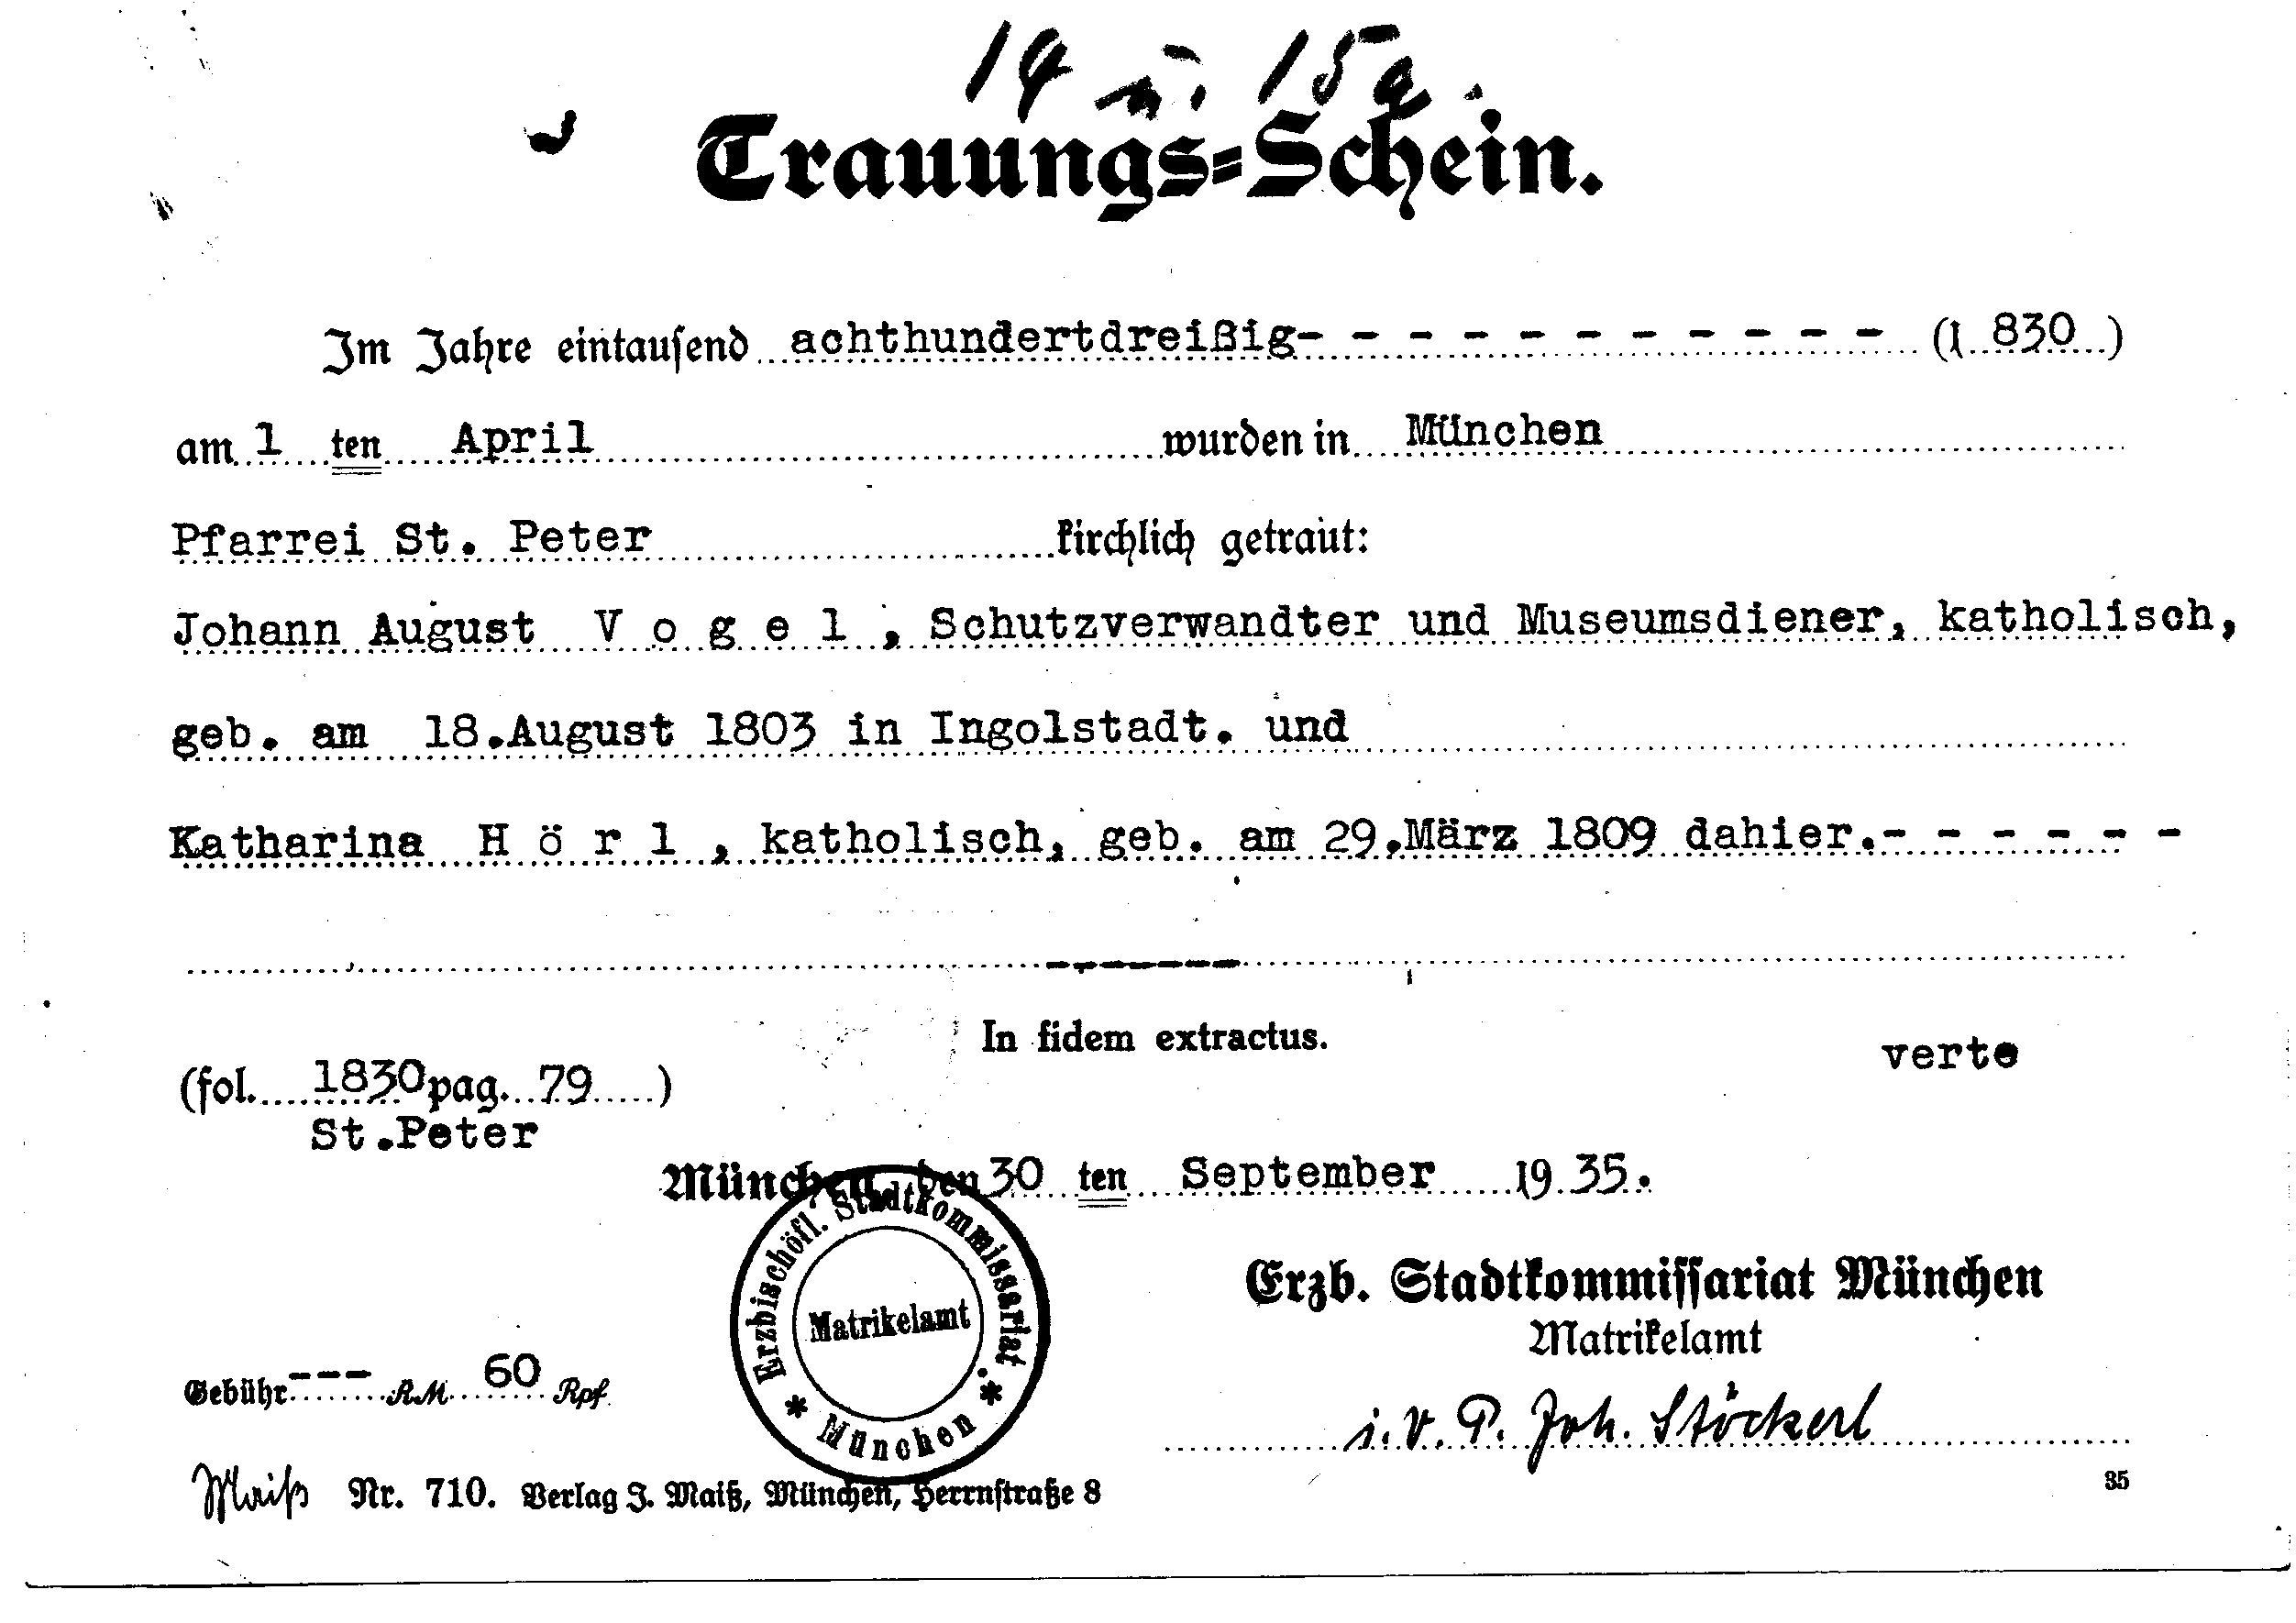 14 u. 15a.
Trauungs=Schein.
Im Jahre eintausend achthundertdreißig- - - - - - - - - - - (1 830 )
am 1 ten April wurden in München
Pfarrei St. Peter kirchlich getraut:
Johann August V o g e l , Schutzverwandter und Museumsdiener, katholisch,
geb. am 18.August 1803 in Ingolstadt. und
Katharina H ö r l , katholisch, geb. am 29.März 1809 dahier.- - - - - -
In fidem extractus.
verte
(fol. 1830 pag. 79 )
St.Peter
München, den 30 ten September 19 35.
Erzbischöfl. Stadtkommissariat.
Matrikelamt
* München *
Erzb. Stadtkommissariat München
Matrikelamt
Gebühr --- RM 60 Rpf.
i. V. P. Joh. Stöckerl
Maiß Nr. 710. Verlag J. Maiß, München, Herrnstraße 8
35